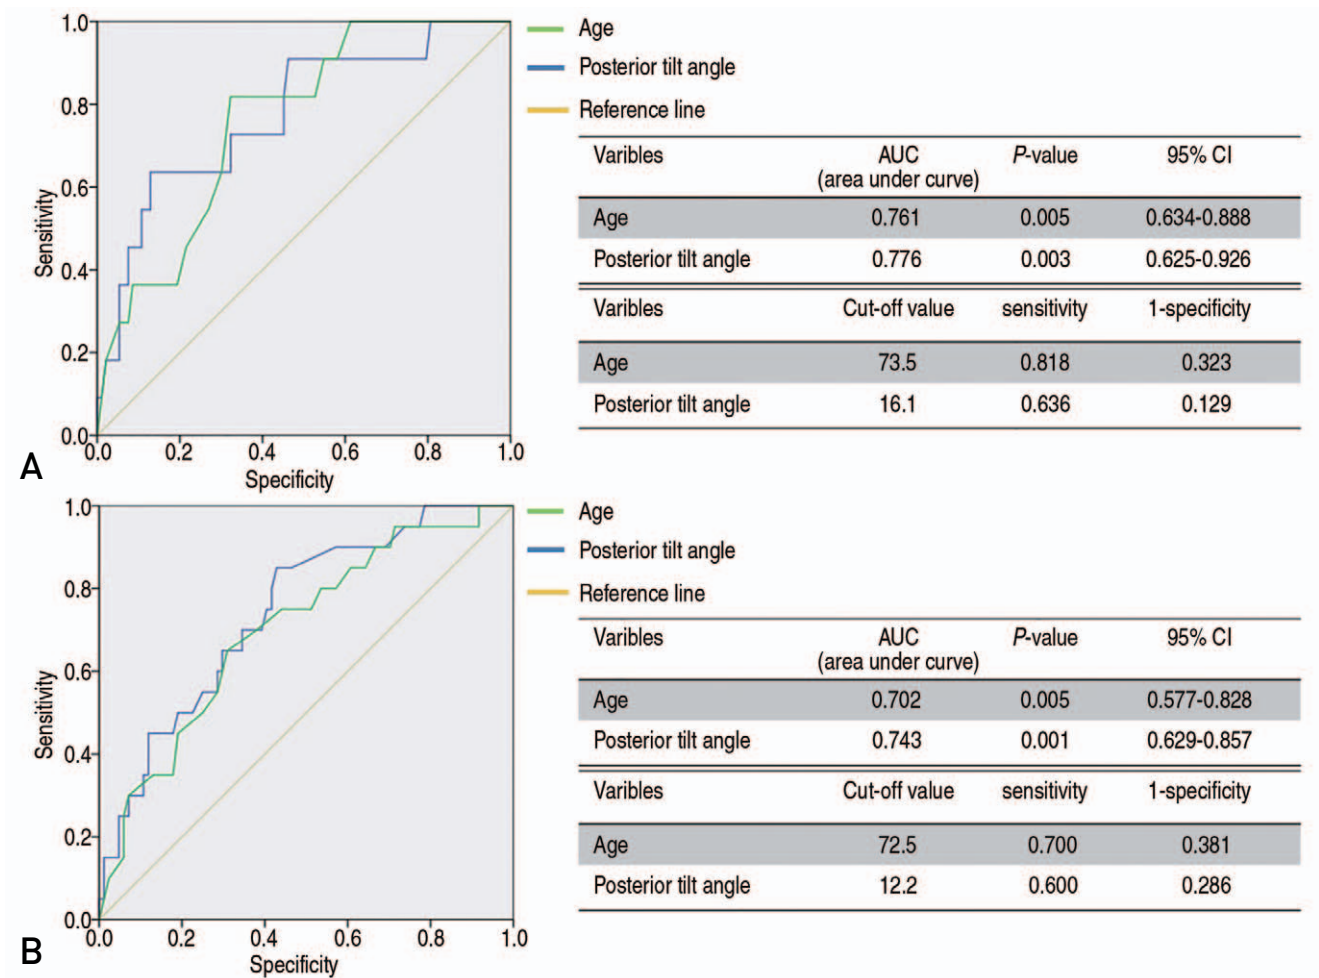 1.0
0.8
0.6
0.4
0.2
0.0
Sensitivity
0.0 0.2 0.4 0.6 0.8 1.0
Specificity
A
Age
Posterior tilt angle
Reference line
Varibles AUC P-value 95% CI
(area under curve)
Age 0.761 0.005 0.634-0.888
Posterior tilt angle 0.776 0.003 0.625-0.926
Varibles Cut-off value sensitivity 1-specificity
Age 73.5 0.818 0.323
Posterior tilt angle 16.1 0.636 0.129
1.0
0.8
0.6
0.4
0.2
0.0
Sensitivity
0.0 0.2 0.4 0.6 0.8 1.0
Specificity
B
Age
Posterior tilt angle
Reference line
Varibles AUC P-value 95% CI
(area under curve)
Age 0.702 0.005 0.577-0.828
Posterior tilt angle 0.743 0.001 0.629-0.857
Varibles Cut-off value sensitivity 1-specificity
Age 72.5 0.700 0.381
Posterior tilt angle 12.2 0.600 0.286